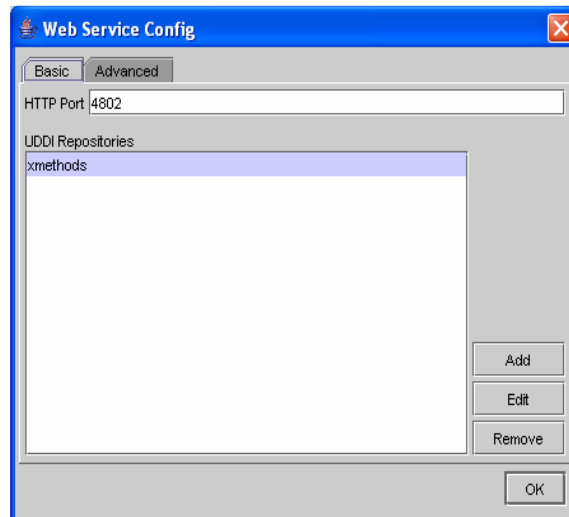 Web Service Config
Basic Advanced
HTTP Port 4802
UDDI Repositories
xmethods
Add
Edit
Remove
OK